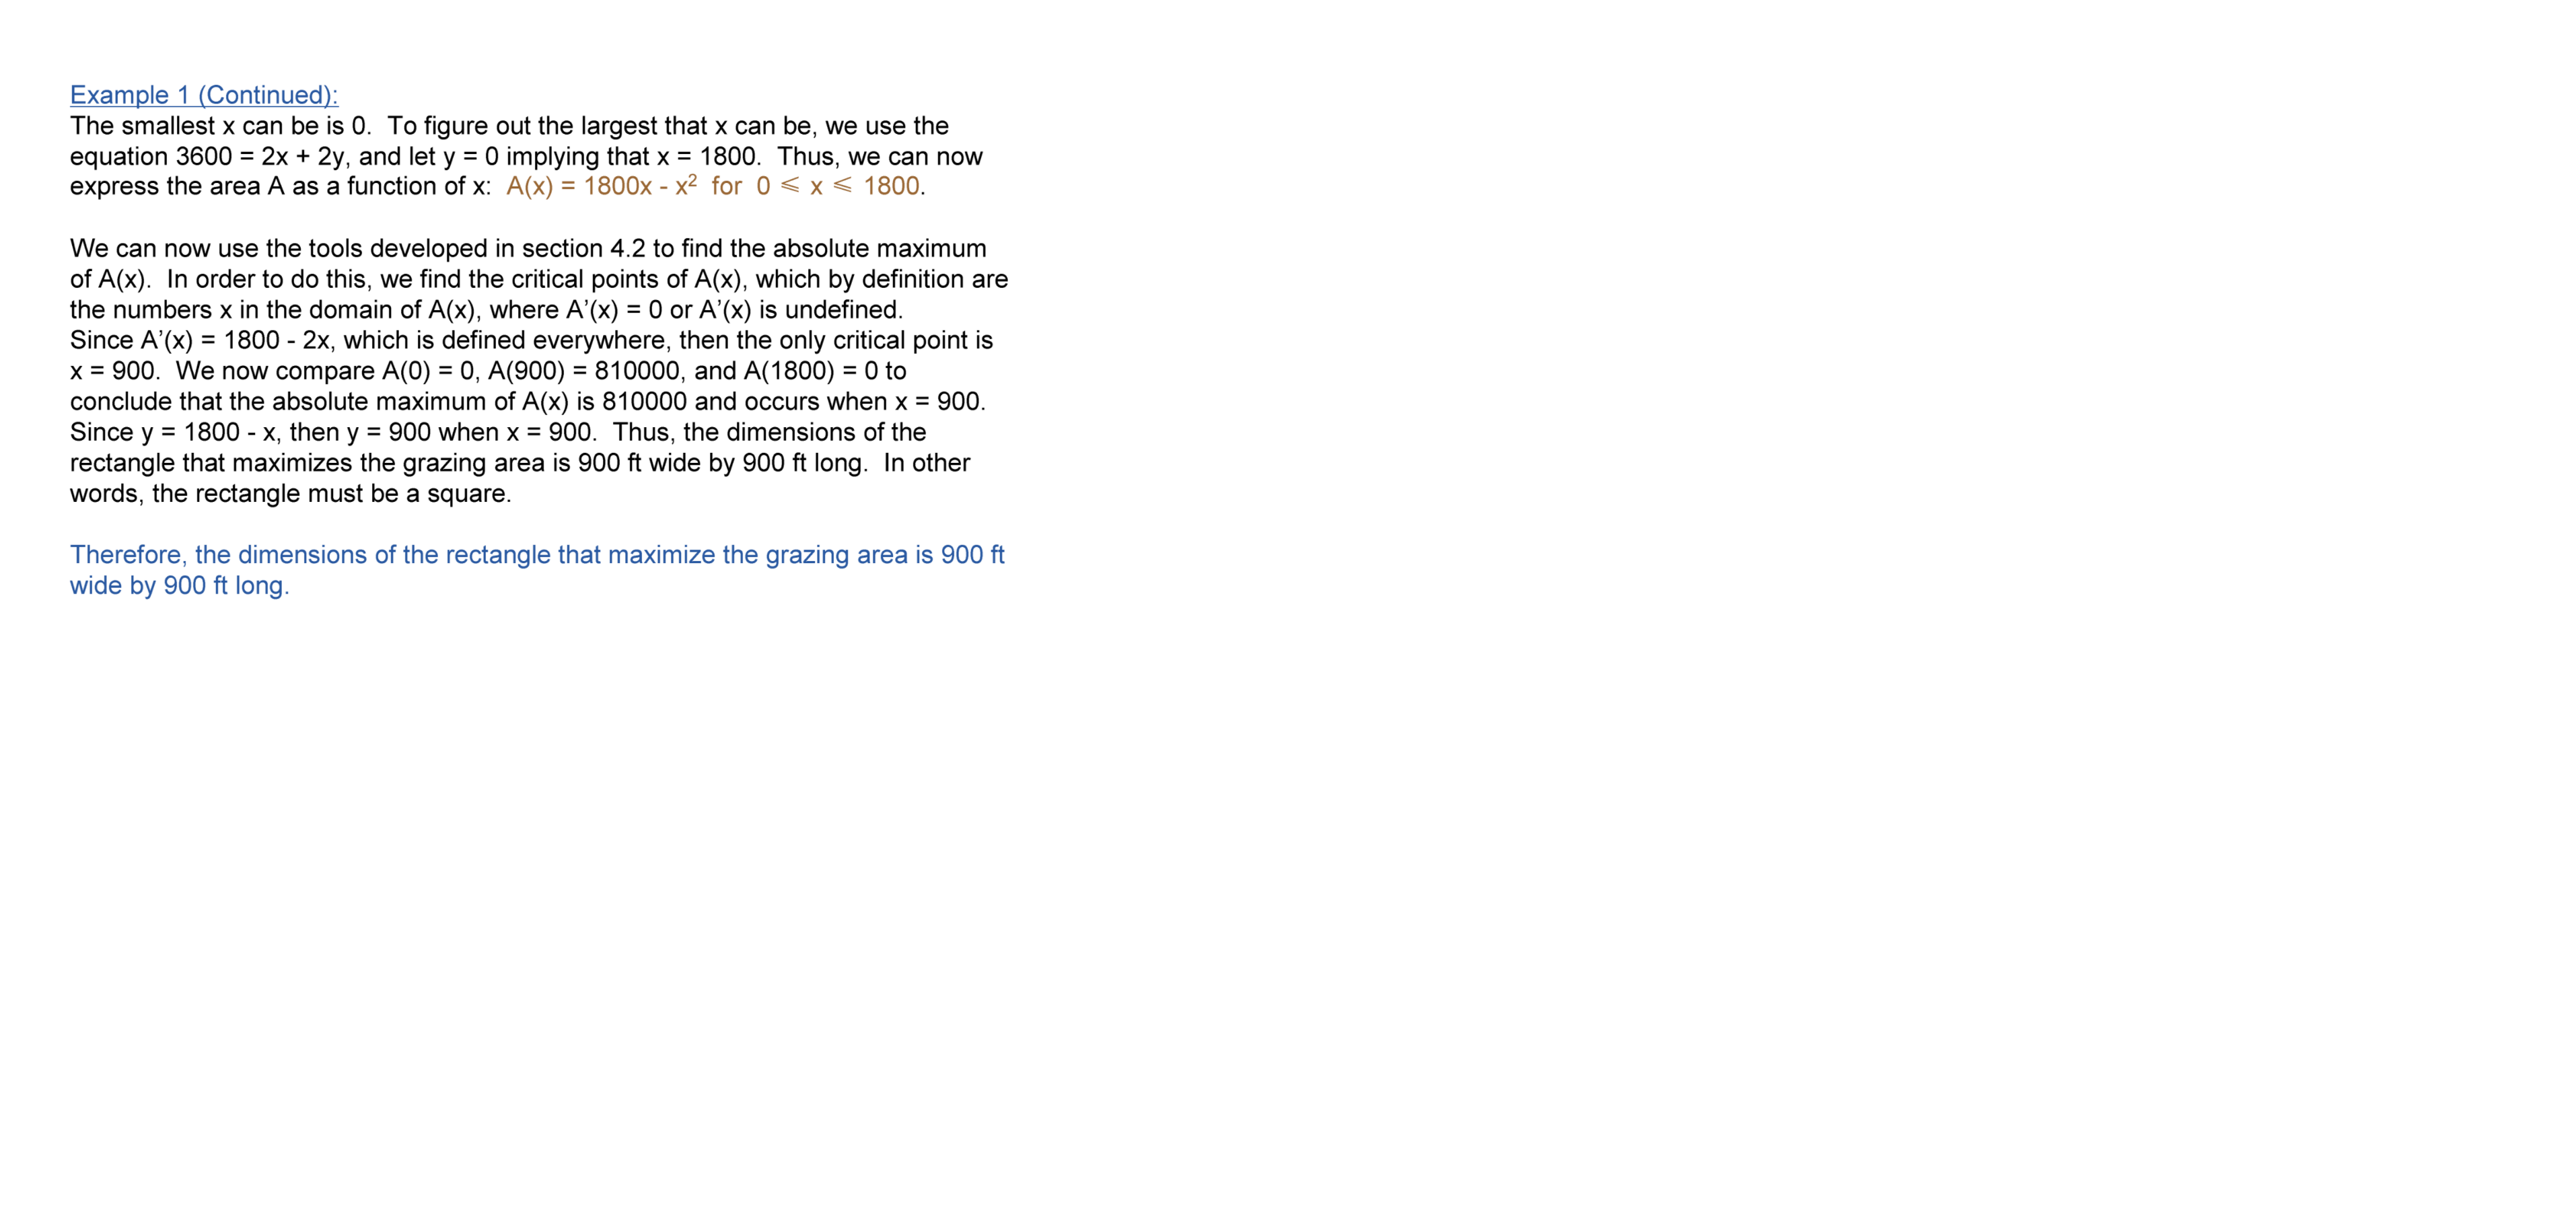 Example 1 (Continued):
The smallest x can be is 0.  To figure out the largest that x can be, we use the
equation 3600 = 2x + 2y, and let y = 0 implying that x = 1800.  Thus, we can now
express the area A as a function of x:  A(x) = 1800x - x²  for  0 ⩽ x ⩽ 1800.
We can now use the tools developed in section 4.2 to find the absolute maximum
of A(x).  In order to do this, we find the critical points of A(x), which by definition are
the numbers x in the domain of A(x), where A’(x) = 0 or A’(x) is undefined.
Since A’(x) = 1800 - 2x, which is defined everywhere, then the only critical point is
x = 900.  We now compare A(0) = 0, A(900) = 810000, and A(1800) = 0 to
conclude that the absolute maximum of A(x) is 810000 and occurs when x = 900.
Since y = 1800 - x, then y = 900 when x = 900.  Thus, the dimensions of the
rectangle that maximizes the grazing area is 900 ft wide by 900 ft long.  In other
words, the rectangle must be a square.
Therefore, the dimensions of the rectangle that maximize the grazing area is 900 ft
wide by 900 ft long.